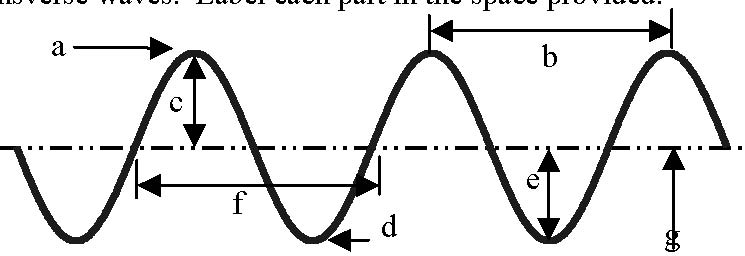 nsverse waves. Label each part in the space provided.
a
b
c
e
f
d
g